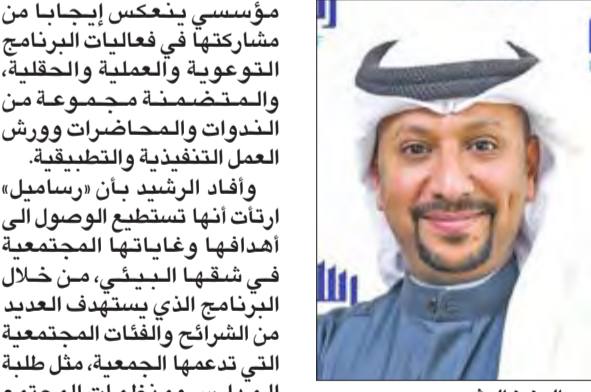 مؤسسي ينعكس إيجابا من
مشاركتها في فعاليات البرنامج
التوعوية والعملية والحقلية،
والمتضمنة مجموعة من
الندوات والمحاضرات وورش
العمل التنفيذية والتطبيقية.
وأفاد الرشيد بأن «رساميل»
ارتأت أنها تستطيع الوصول الى
أهدافها وغاياتها المجتمعية
في شقها البيئي، من خلال
البرنامج الذي يستهدف العديد
من الشرائح والفئات المجتمعية
التي تدعمها الجمعية، مثل طلبة